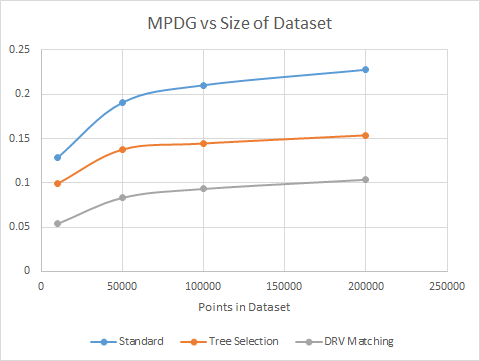 MPDG vs Size of Dataset
0.25
0.2
0.15
0.1
0.05
0
0 50000 100000 150000 200000 250000
Points in Dataset
Standard Tree Selection DRV Matching